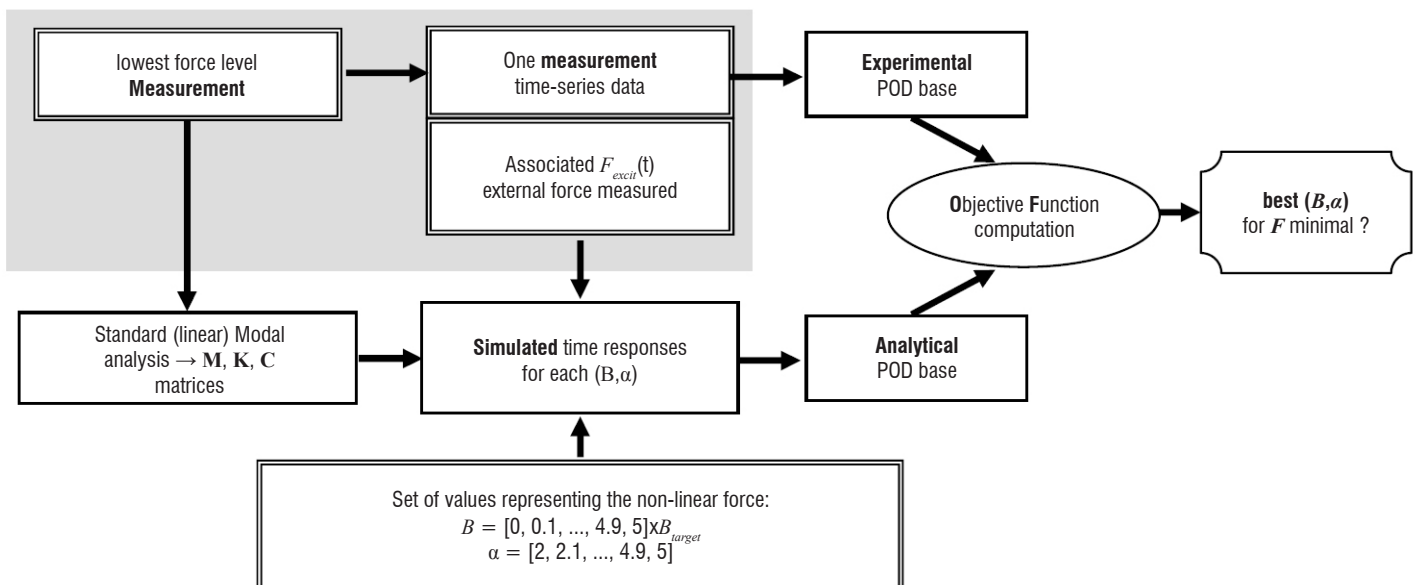 lowest force level
Measurement
One measurement
time-series data
Experimental
POD base
Associated F_excit(t)
external force measured
Objective Function
computation
best (B,α)
for F minimal ?
Standard (linear) Modal
analysis → M, K, C
matrices
Simulated time responses
for each (B,α)
Analytical
POD base
Set of values representing the non-linear force:
B = [0, 0.1, ..., 4.9, 5]xB_target
α = [2, 2.1, ..., 4.9, 5]